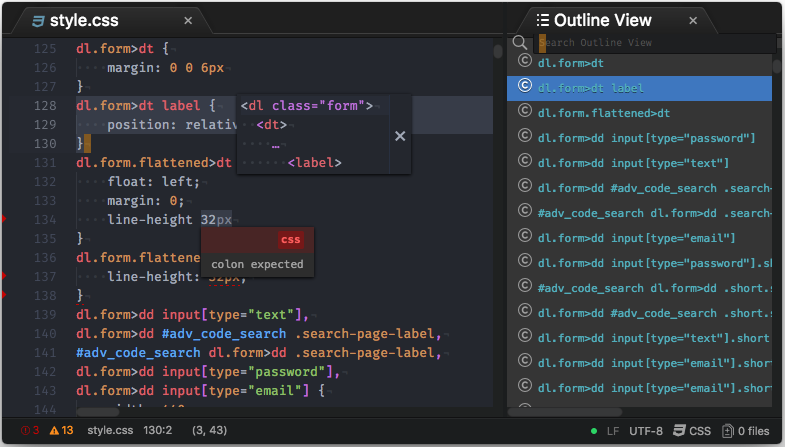 style.css
Outline View
125 dl.form>dt {
126 margin: 0 0 6px
127 }
128 dl.form>dt label {
129 position: relativ
130 }
131 dl.form.flattened>dt
132 float: left;
133 margin: 0;
134 line-height 32px
135 }
136 dl.form.flattene
137 line-height: 32px;
138 }
139 dl.form>dd input[type="text"],
140 dl.form>dd #adv_code_search .search-page-label,
141 #adv_code_search dl.form>dd .search-page-label,
142 dl.form>dd input[type="password"],
143 dl.form>dd input[type="email"] {
144
<dl class="form">
<dt>
…
<label>
css
colon expected
Search Outline View
dl.form>dt
dl.form>dt label
dl.form.flattened>dt
dl.form>dd input[type="password"]
dl.form>dd input[type="text"]
dl.form>dd #adv_code_search .search-
#adv_code_search dl.form>dd .search-
dl.form>dd input[type="email"]
dl.form>dd input[type="password"].sh
#adv_code_search dl.form>dd .short.s
dl.form>dd #adv_code_search .short.s
dl.form>dd input[type="text"].short
dl.form>dd input[type="email"].short
dl.form>dd input[type="email"].short
3 13 style.css 130:2 (3, 43)
LF UTF-8 CSS 0 files